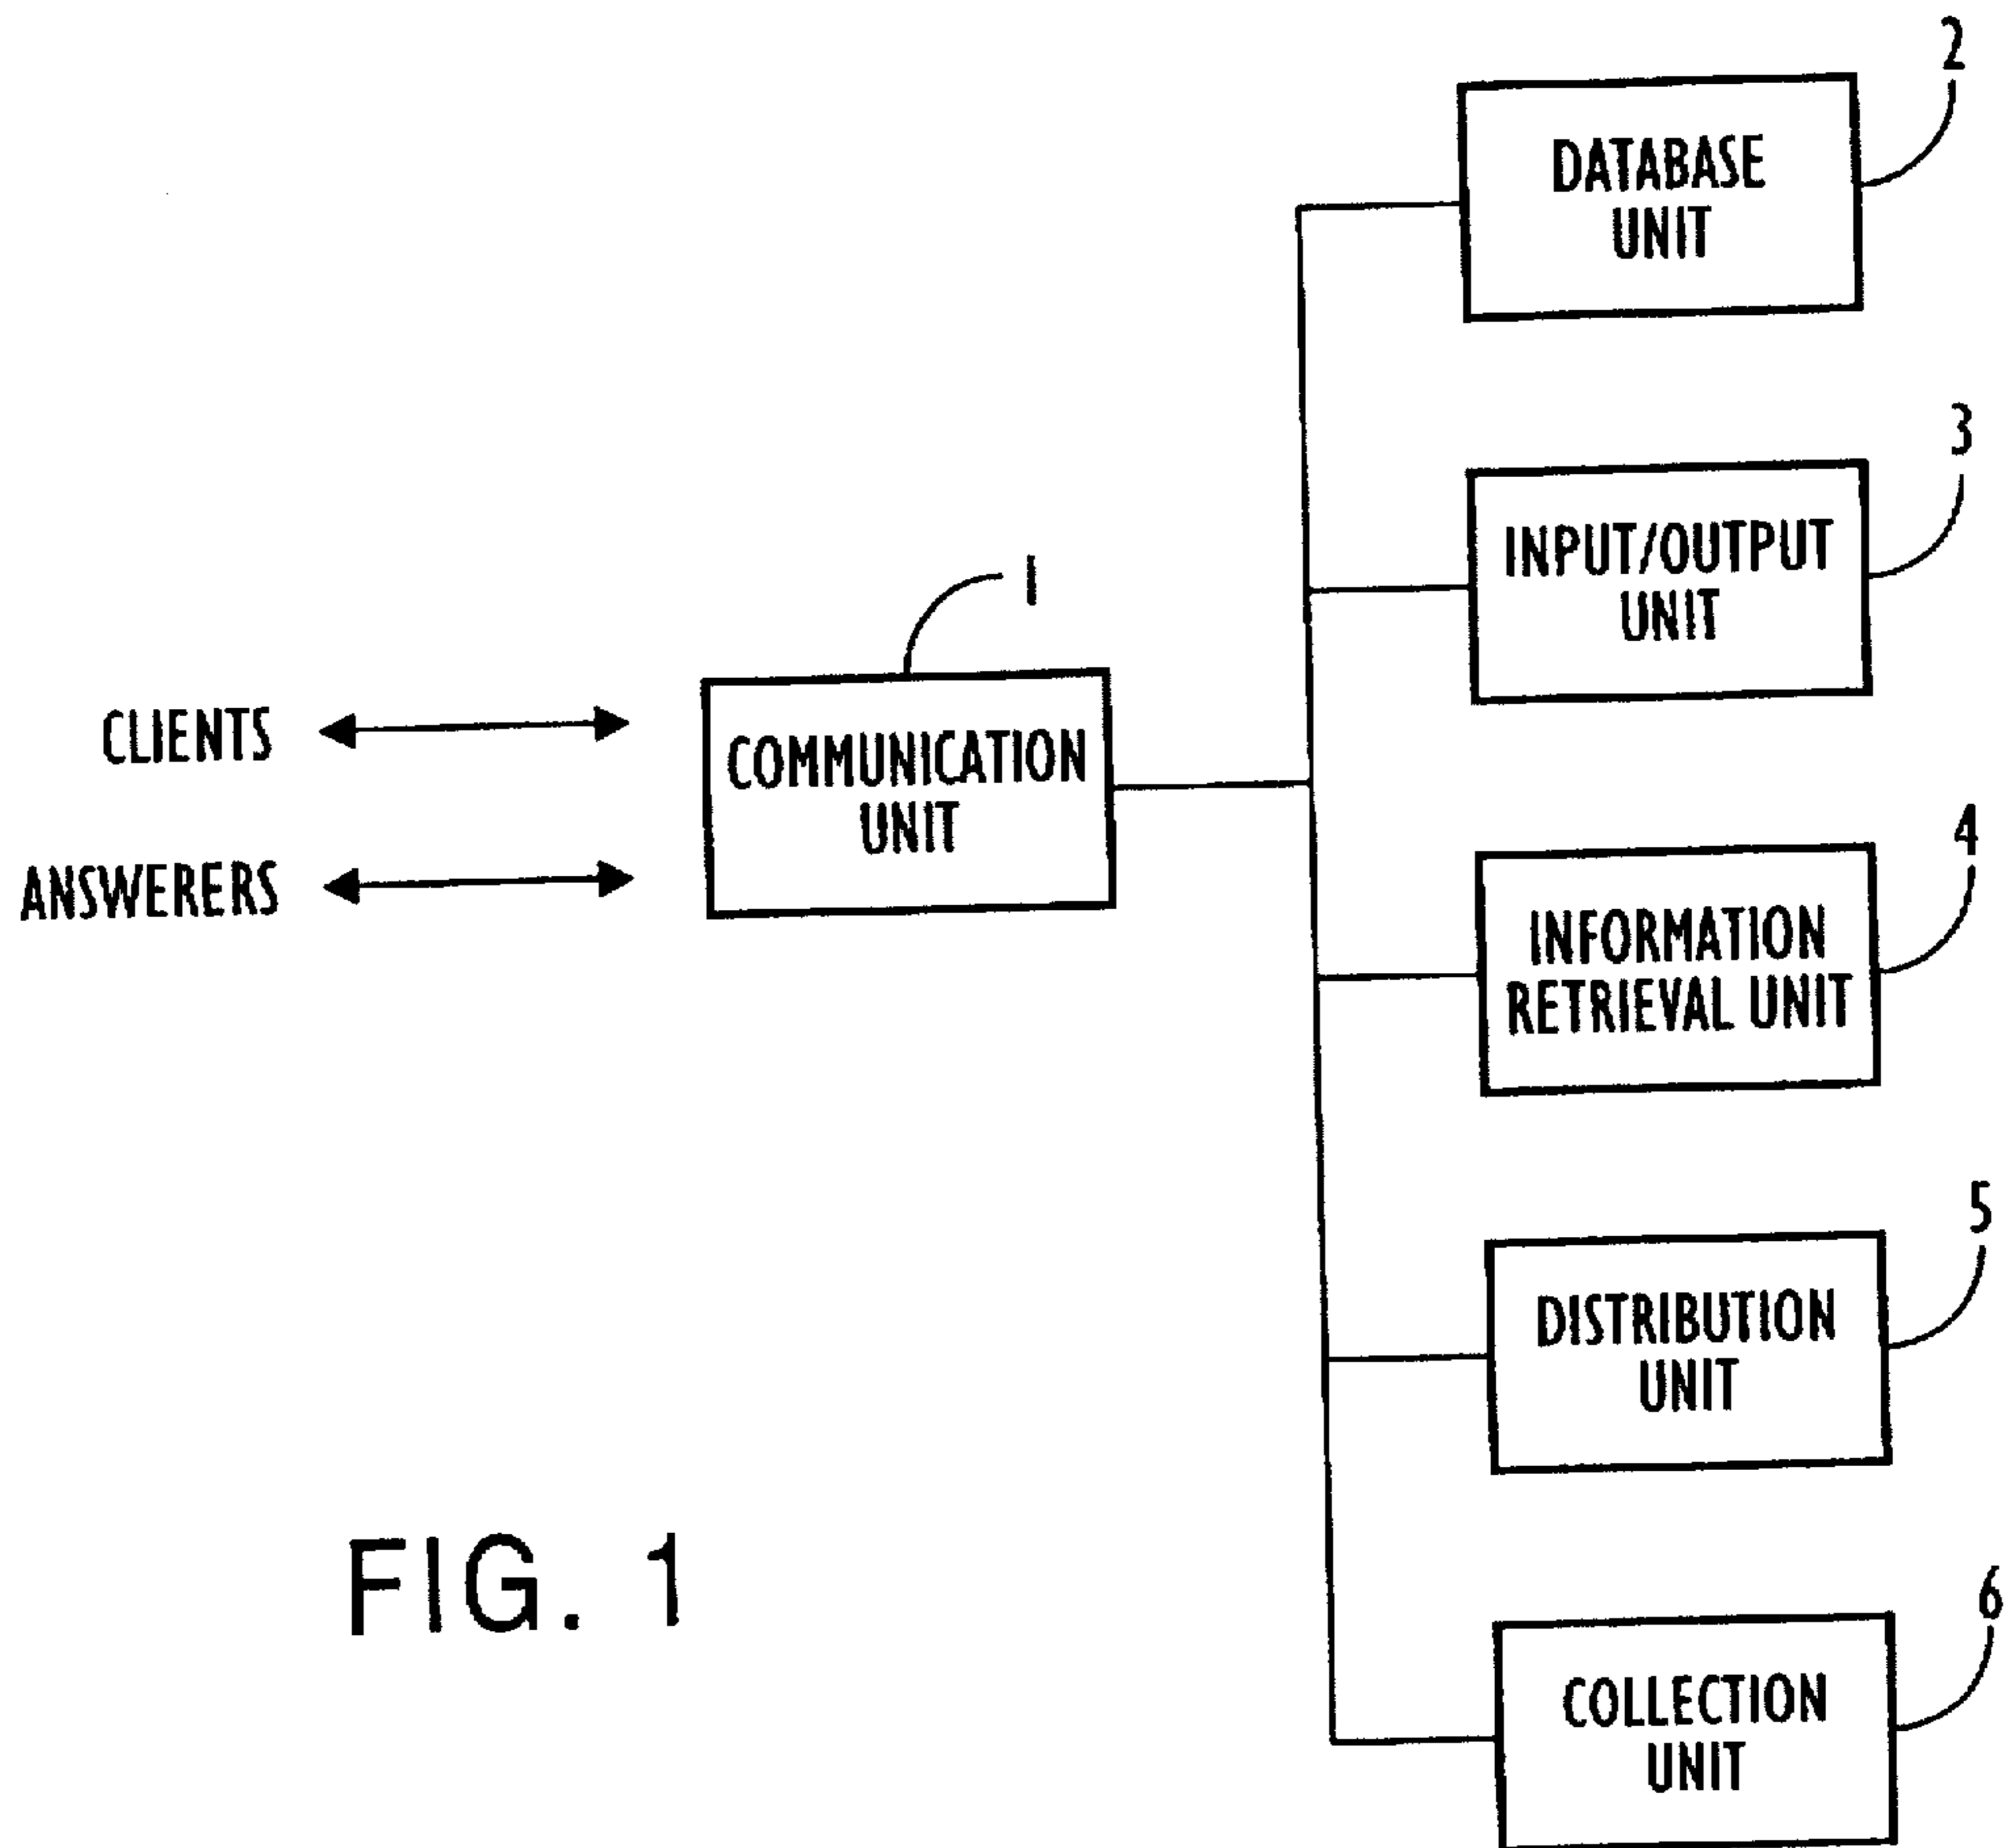 2
DATABASE
UNIT
3
INPUT/OUTPUT
UNIT
1
CLIENTS
COMMUNICATION
UNIT
ANSWERERS
4
INFORMATION
RETRIEVAL UNIT
5
DISTRIBUTION
UNIT
6
COLLECTION
UNIT
FIG. 1